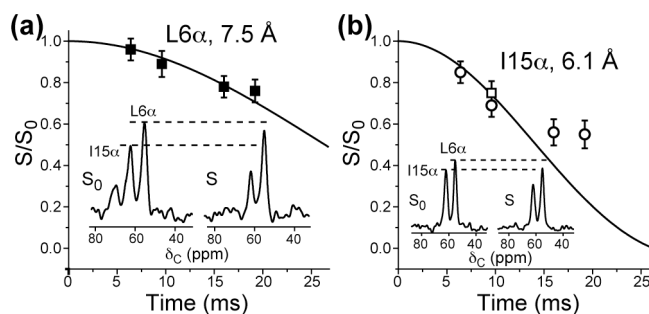 (a)
L6α, 7.5 Å
S/S₀
1.0
0.8
0.6
0.4
0.2
0.0
L6α
I15α
S₀
S
80 60 40
60 40
δC (ppm)
0 5 10 15 20 25
Time (ms)
(b)
I15α, 6.1 Å
S/S₀
1.0
0.8
0.6
0.4
0.2
0.0
L6α
I15α
S₀
S
80 60 40
80 60 40
δC (ppm)
0 5 10 15 20 25
Time (ms)